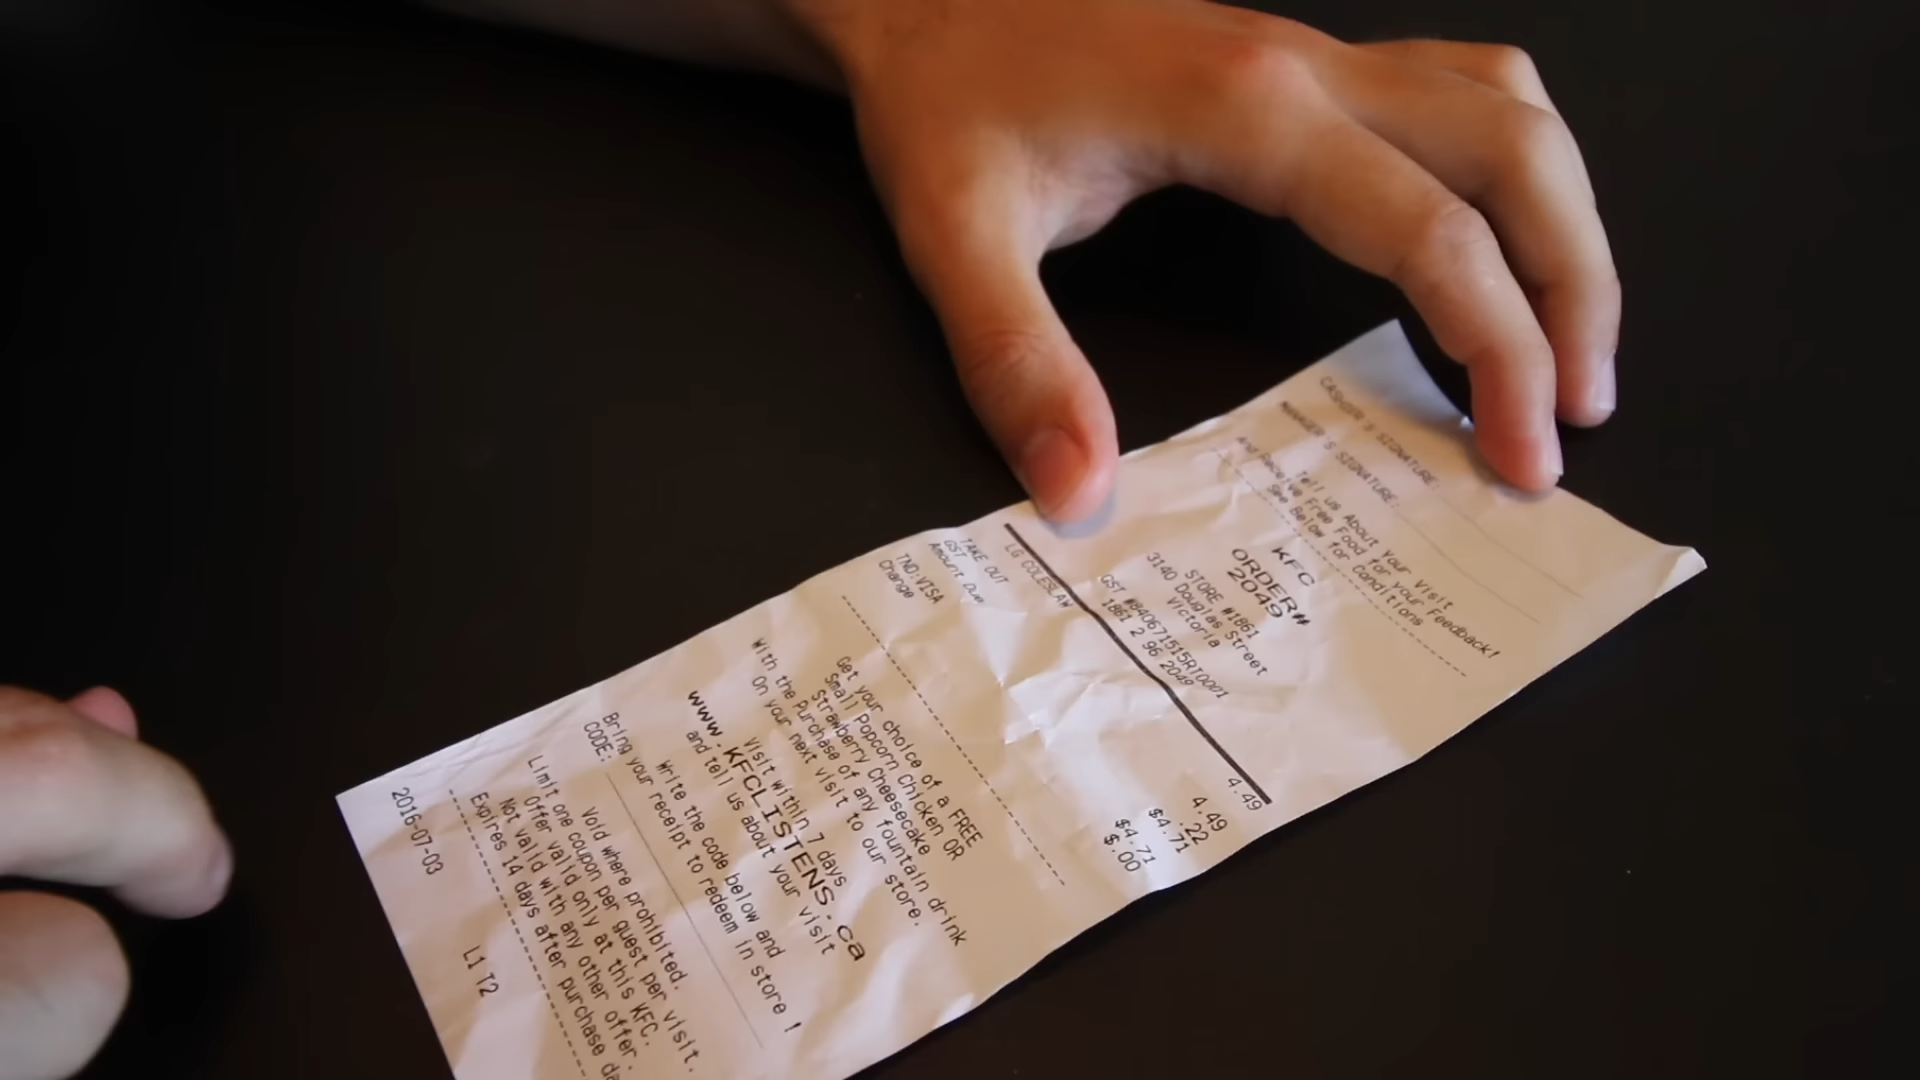 CASHIER'S SIGNATURE:
MANAGER'S SIGNATURE:
Tell us About Your Visit
And Receive Free Food for your Feedback!
See Below for Conditions
KFC
ORDER#
2049
STORE #1861
3140 Douglas Street
Victoria
GST #840671515RT0001
1861 2 96 2049
LG COLESLAW 4.49
TAKE OUT 4.49
GST .22
Amount Due $4.71
TND:VISA $4.71
Change $.00
Get your choice of a FREE
Small Popcorn Chicken OR
Strawberry Cheesecake
With the Purchase of any fountain drink
On your next visit to our store.
Visit within 7 days
www.KFCLISTENS.ca
and tell us about your visit
Write the code below and
Bring your receipt to redeem in store !
CODE:
Void where prohibited.
Limit one coupon per guest per visit.
Offer valid only at this KFC.
Not valid with any other offer.
Expires 14 days after purchase
2016-07-03 L1 T2